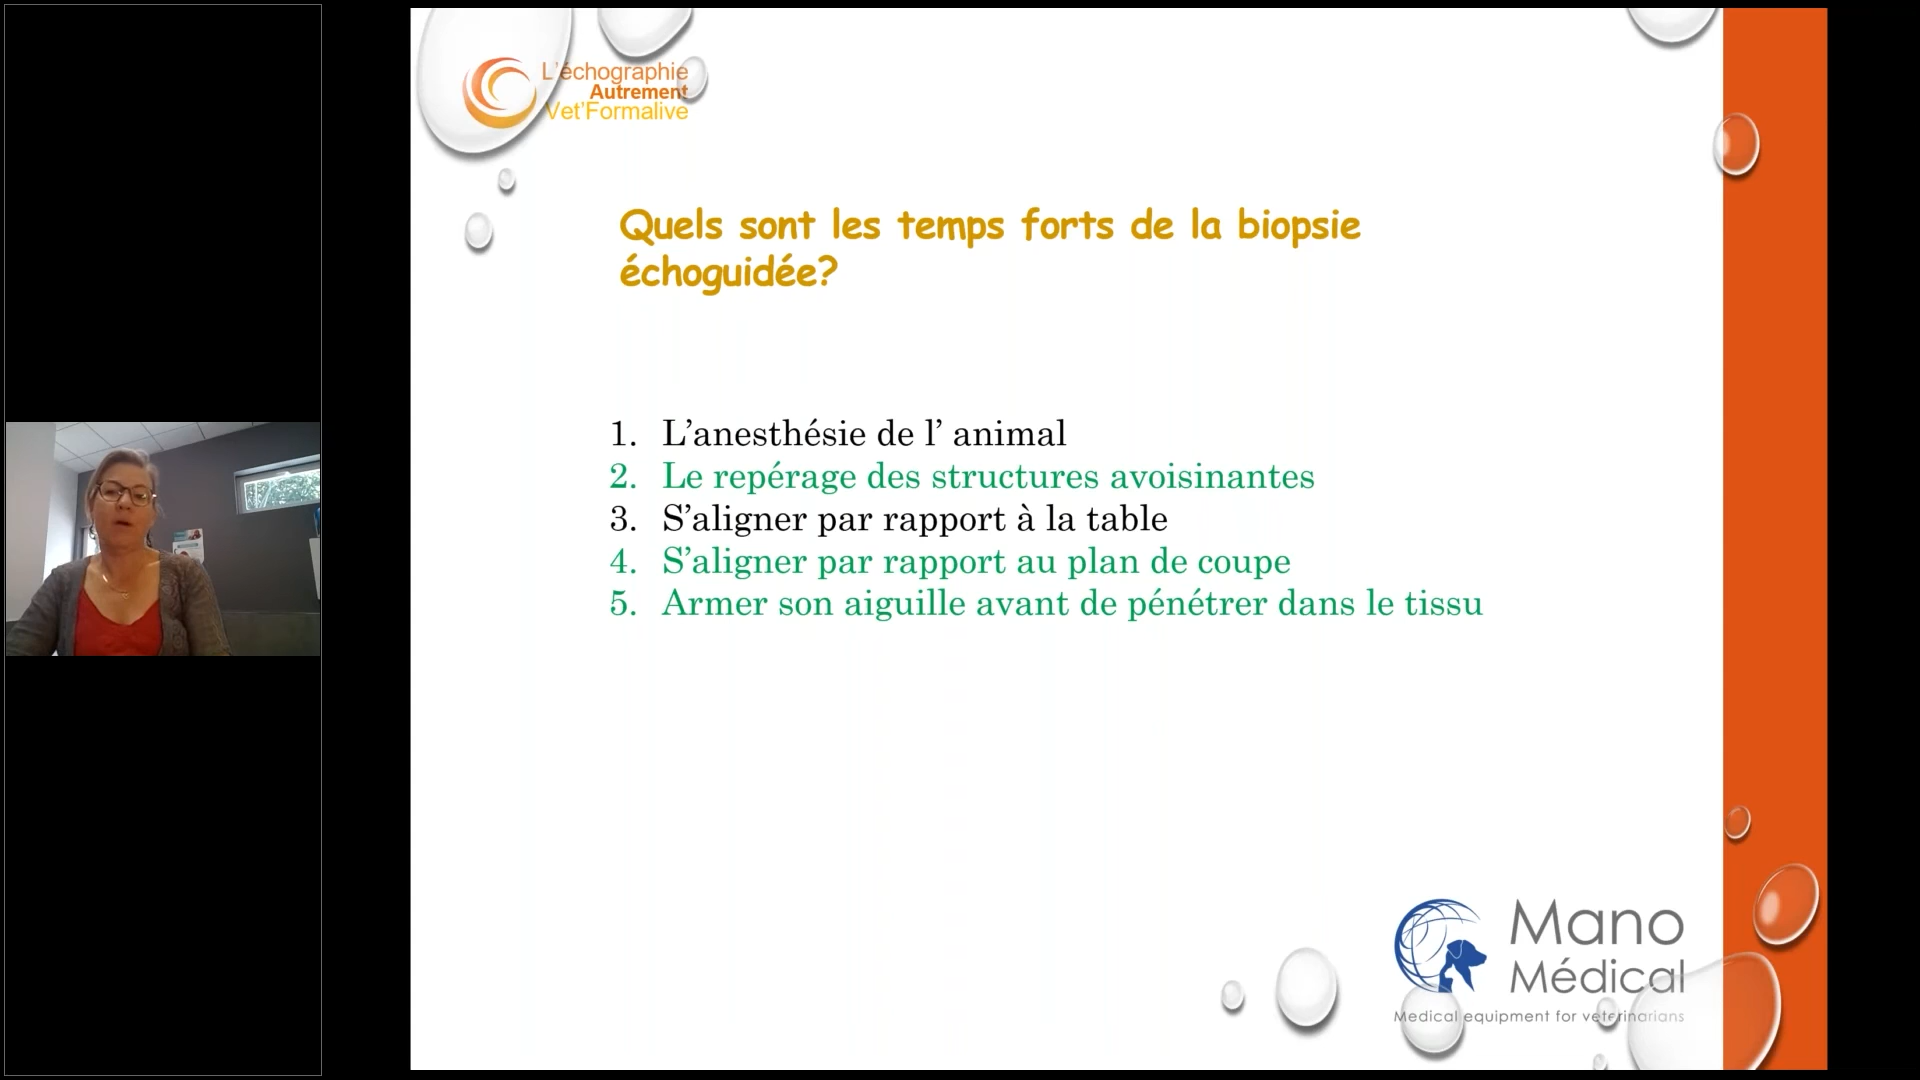 L'échographie
Autrement
Vet'Formalive
Quels sont les temps forts de la biopsie
échoguidée?
1. L'anesthésie de l' animal
2. Le repérage des structures avoisinantes
3. S'aligner par rapport à la table
4. S'aligner par rapport au plan de coupe
5. Armer son aiguille avant de pénétrer dans le tissu
Mano
Médical
Medical equipment for veterinarians